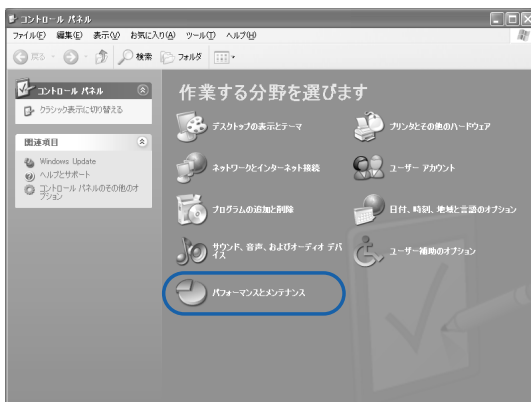 コントロール パネル
ファイル(F) 編集(E) 表示(V) お気に入り(A) ツール(T) ヘルプ(H)
戻る 検索 フォルダ
コントロール パネル
クラシック表示に切り替える
関連項目
Windows Update
ヘルプとサポート
コントロール パネルのその他のオ
プション
作業する分野を選びます
デスクトップの表示とテーマ
プリンタとその他のハードウェア
ネットワークとインターネット接続
ユーザー アカウント
プログラムの追加と削除
日付、時刻、地域と言語のオプション
サウンド、音声、およびオーディオ デバ
イス
ユーザー補助のオプション
パフォーマンスとメンテナンス